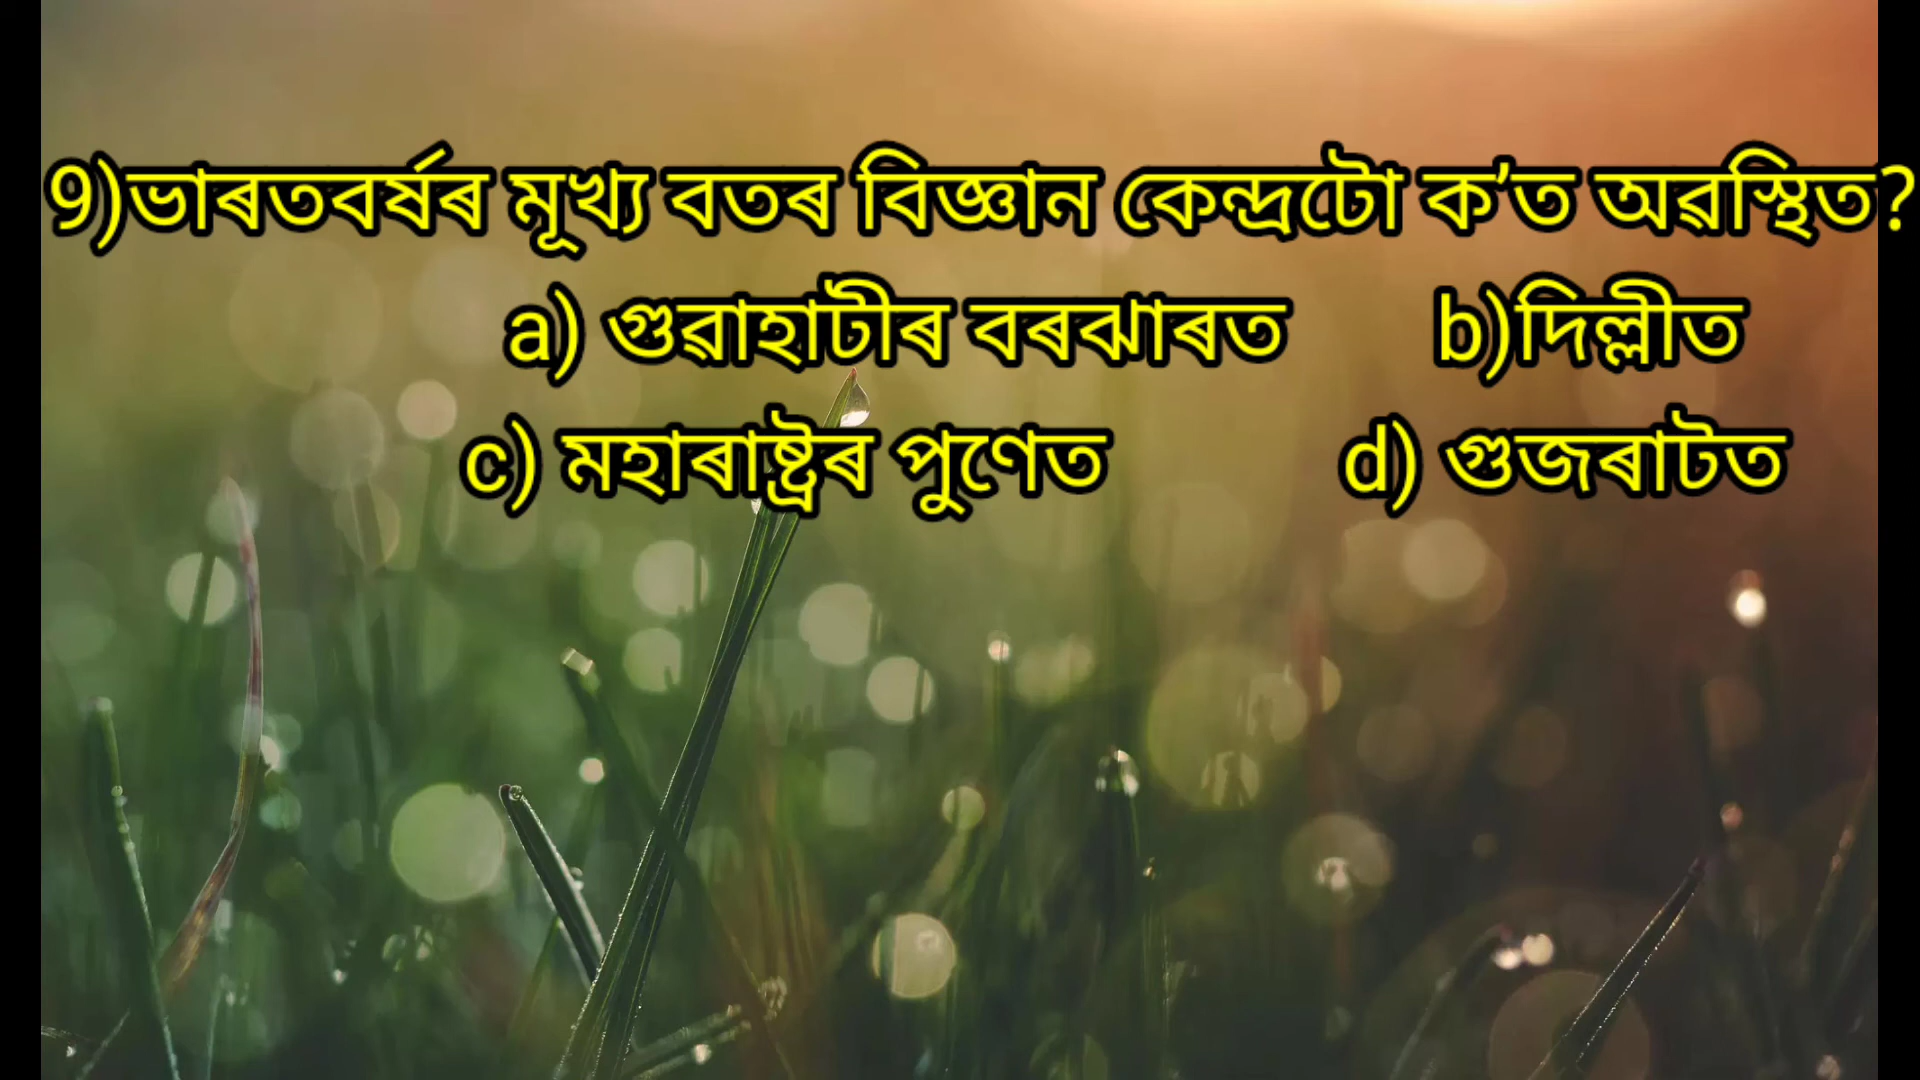 9)ভাৰতবৰ্ষৰ মূখ্য বতৰ বিজ্ঞান কেন্দ্ৰটো ক’ত অৱস্থিত?
a) গুৱাহাটীৰ বৰঝাৰত b)দিল্লীত
c) মহাৰাষ্ট্ৰৰ পুণেত d) গুজৰাটত